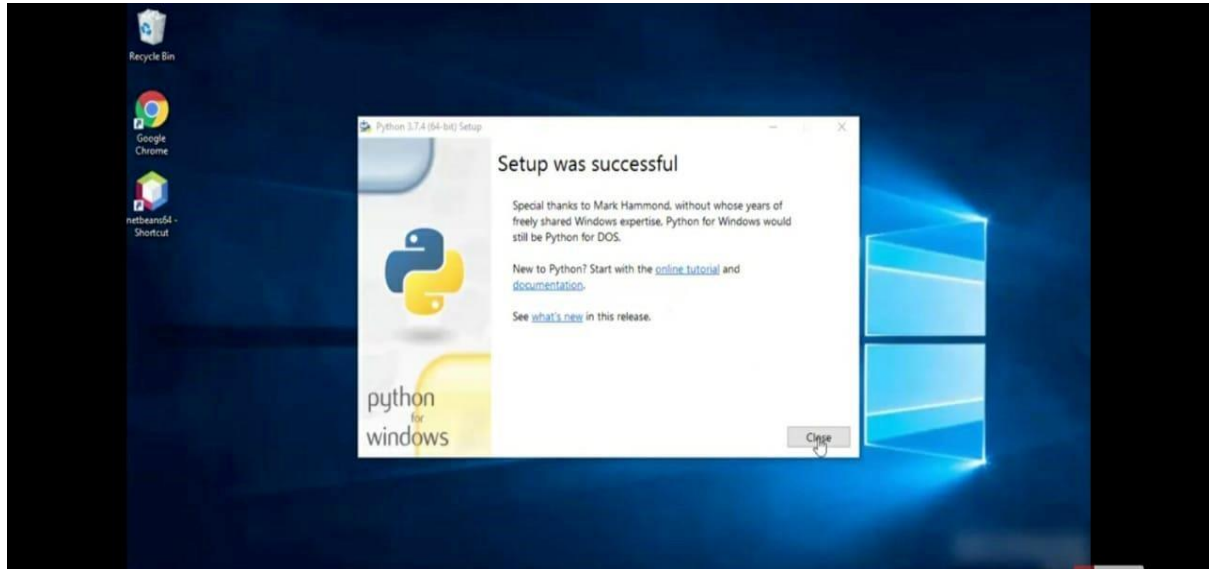 Recycle Bin
Google
Chrome
netbeans64 -
Shortcut
Python 3.7.4 (64-bit) Setup
Setup was successful
Special thanks to Mark Hammond, without whose years of
freely shared Windows expertise, Python for Windows would
still be Python for DOS.
New to Python? Start with the online tutorial and
documentation.
See what's new in this release.
python
for
windows
Close